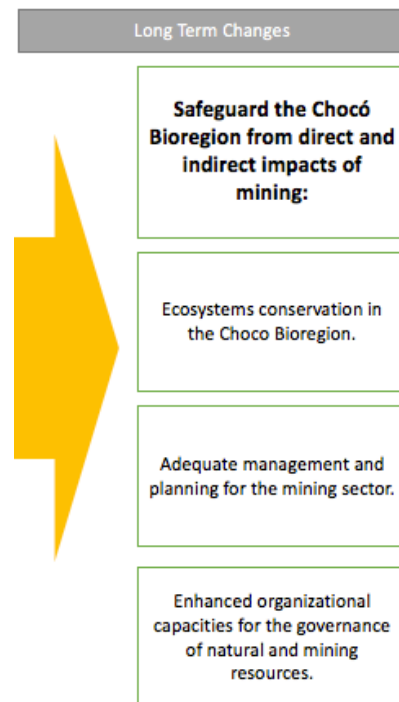 Long Term Changes
Safeguard the Chocó
Bioregion from direct and
indirect impacts of
mining:
Ecosystems conservation in
the Choco Bioregion.
Adequate management and
planning for the mining sector.
Enhanced organizational
capacities for the governance
of natural and mining
resources.